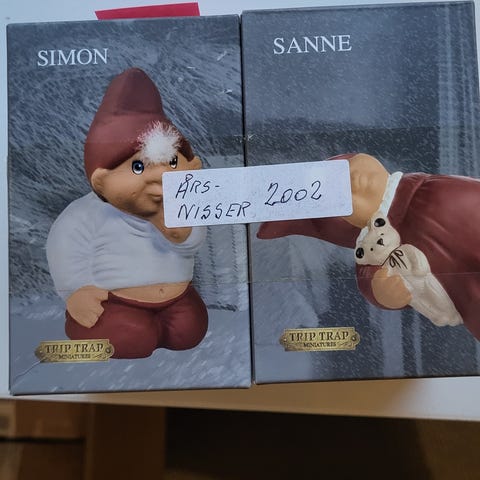 SIMON
SANNE
ÅRS-
NISSER 2002
TRIP TRAP
MINIATURES
TRIP TRAP
MINIATURES